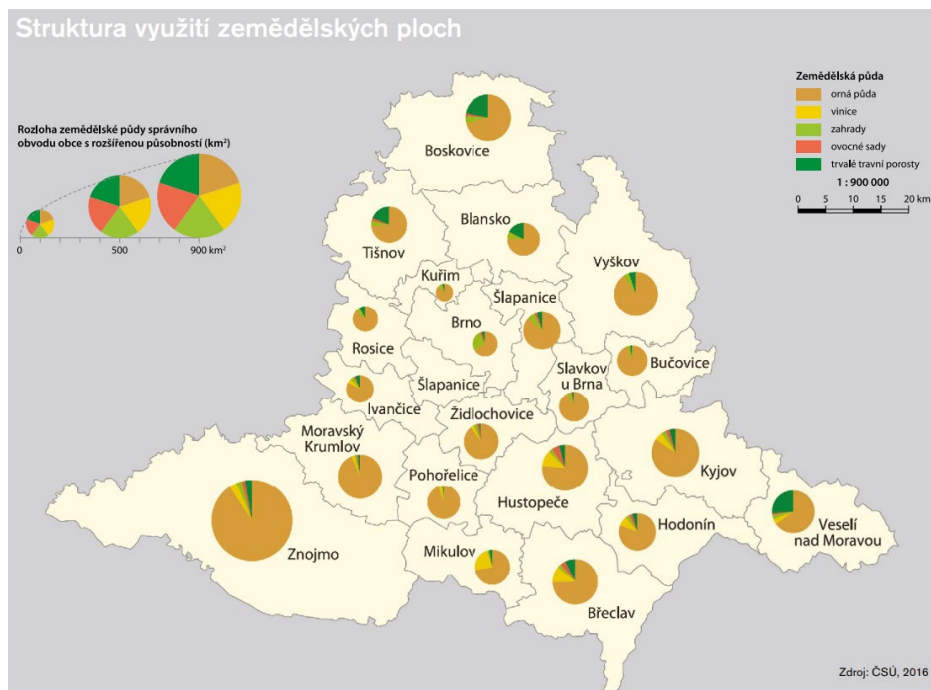 Struktura využití zemědělských ploch
Rozloha zemědělské půdy správního
obvodu obce s rozšířenou působností (km²)
0
500
900 km²
Zemědělská půda
orná půda
vinice
zahrady
ovocné sady
trvalé travní porosty
1 : 900 000
0
10
20 km
Boskovice
Tišnov
Blansko
Vyškov
Kuřim
Šlapanice
Brno
Rosice
Bučovice
Slavkov
u Brna
Šlapanice
Ivančice
Židlochovice
Moravský
Krumlov
Pohořelice
Hustopeče
Kyjov
Znojmo
Hodonín
Veselí
nad Moravou
Mikulov
Břeclav
Zdroj: ČSÚ, 2016